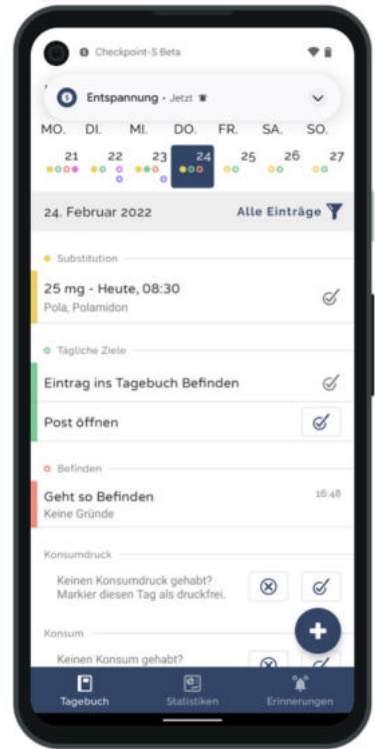 Checkpoint-S Beta
Entspannung • Jetzt
MO. DI. MI. DO. FR. SA. SO.
21 22 23 24 25 26 27
24. Februar 2022 Alle Einträge
Substitution
25 mg - Heute, 08:30
Pola, Polamidon
Tägliche Ziele
Eintrag ins Tagebuch Befinden
Post öffnen
Befinden
Geht so Befinden 16:48
Keine Gründe
Konsumdruck
Keinen Konsumdruck gehabt?
Markier diesen Tag als druckfrei.
Konsum
Keinen Konsum gehabt?
Tagebuch Statistiken Erinnerungen